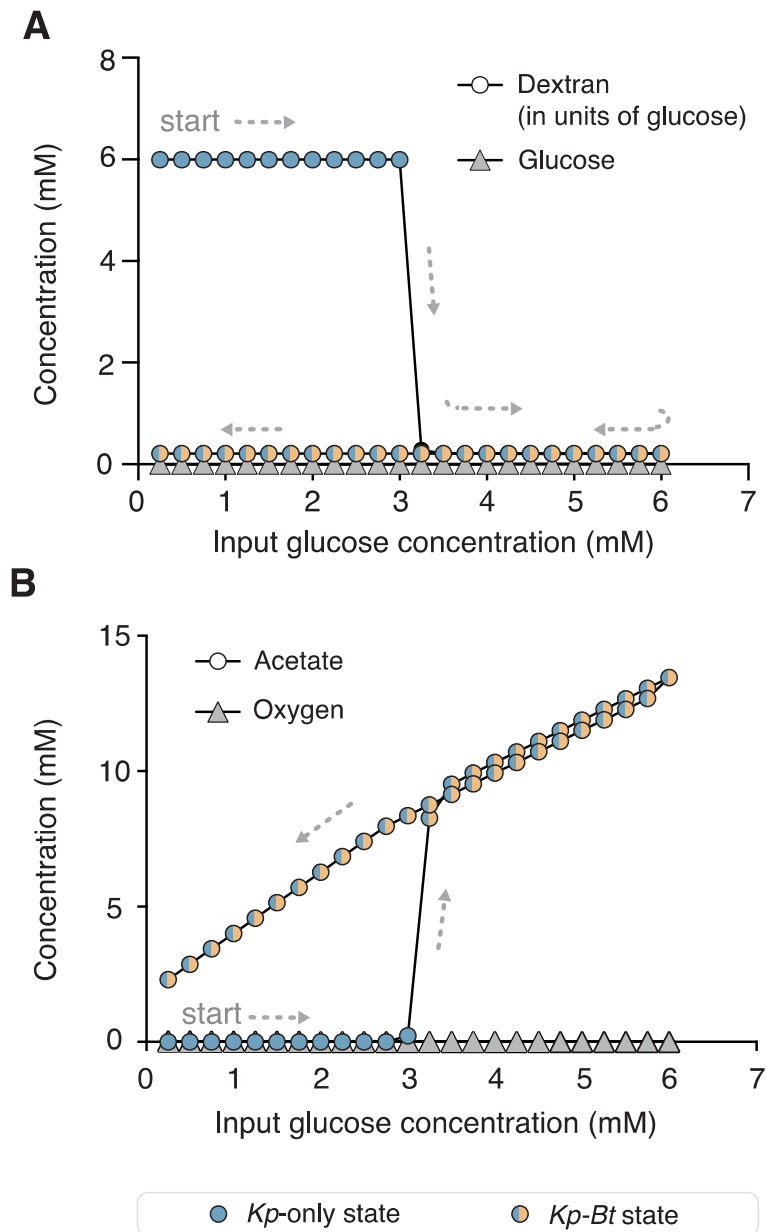 A
8
6
4
2
0
Concentration (mM)
start
Dextran
(in units of glucose)
Glucose
0 1 2 3 4 5 6 7
Input glucose concentration (mM)
B
15
10
5
0
Concentration (mM)
Acetate
Oxygen
start
0 1 2 3 4 5 6 7
Input glucose concentration (mM)
Kp-only state Kp-Bt state